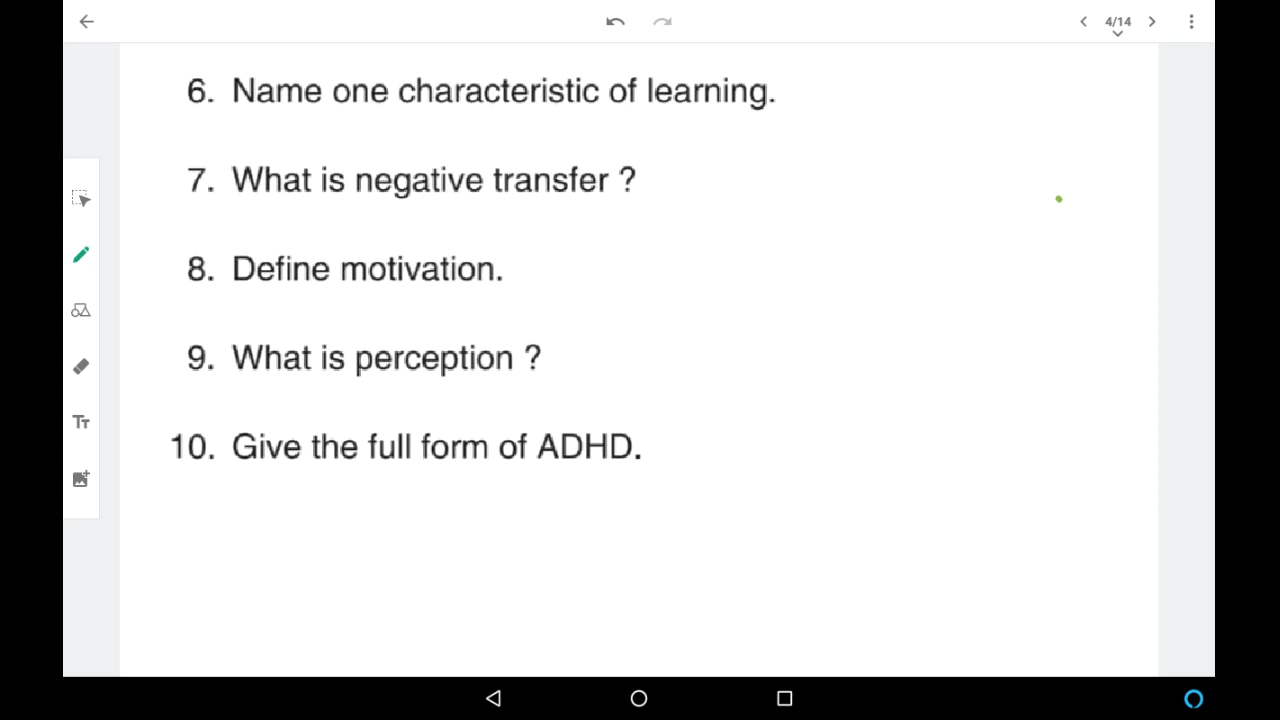 4/14
6. Name one characteristic of learning.
7. What is negative transfer ?
8. Define motivation.
9. What is perception ?
10. Give the full form of ADHD.
Tт